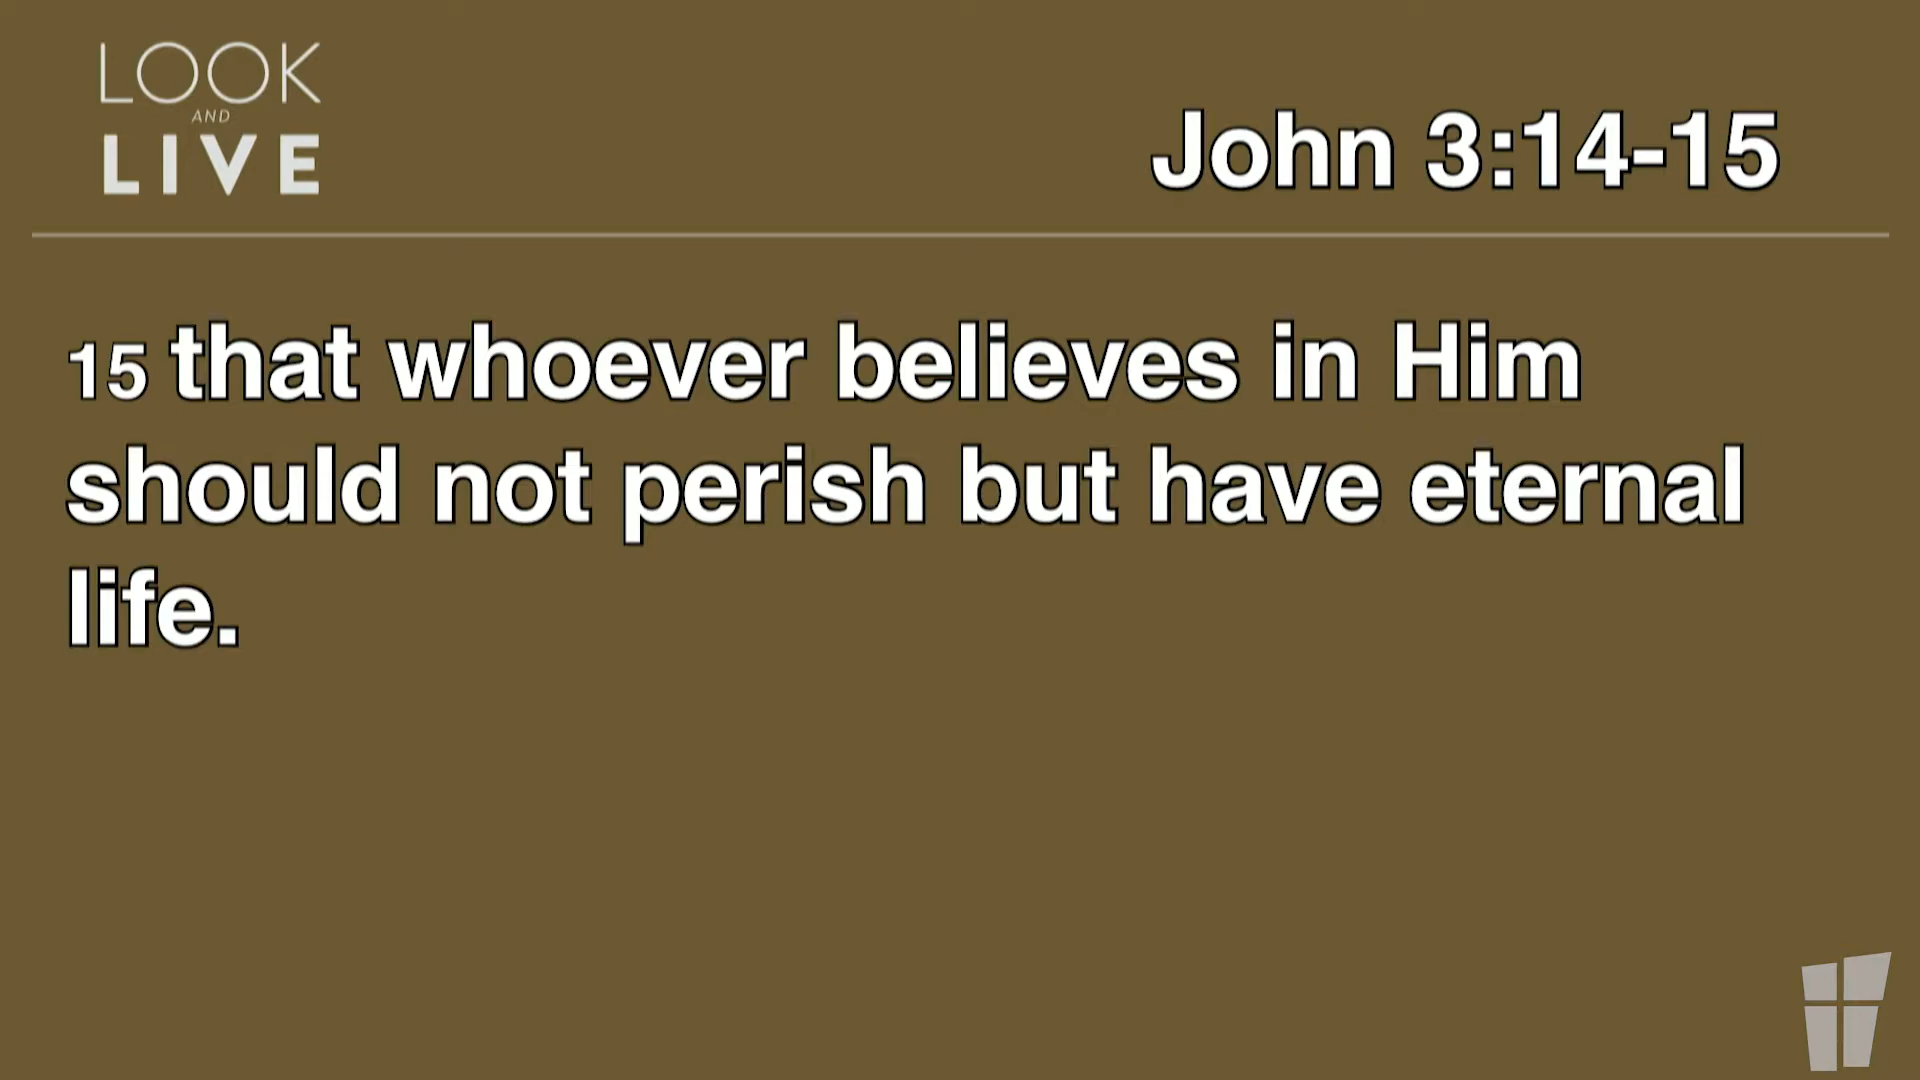 LOOK
AND
LIVE
John 3:14-15
15 that whoever believes in Him
should not perish but have eternal
life.